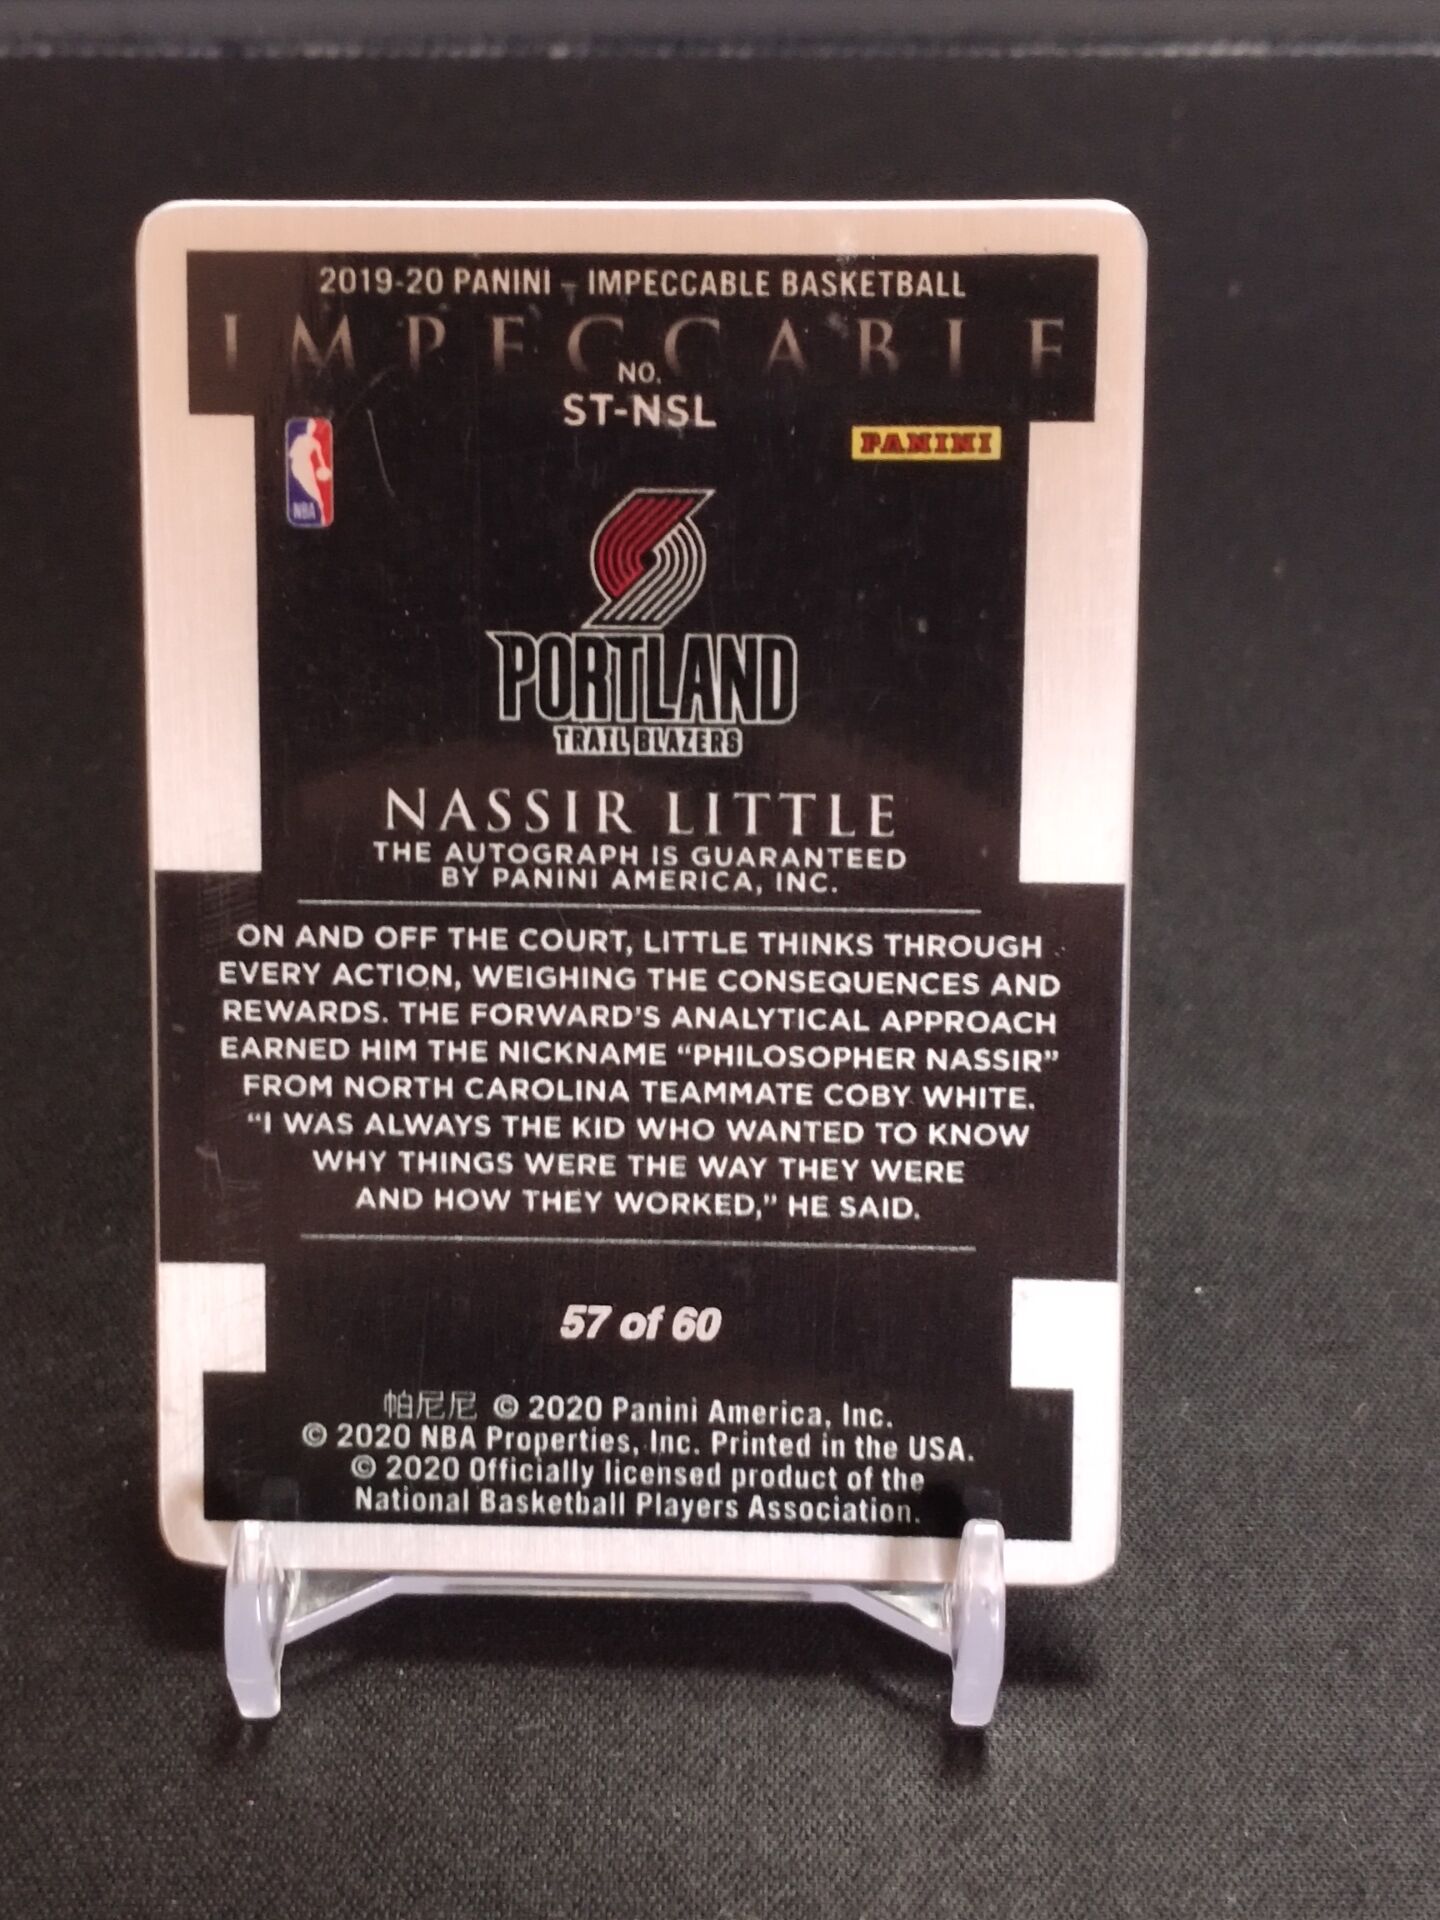 2019-20 PANINI - IMPECCABLE BASKETBALL
IMPECCABLE
NO.
ST-NSL
NBA
PANINI
PORTLAND
TRAIL BLAZERS
NASSIR LITTLE
THE AUTOGRAPH IS GUARANTEED
BY PANINI AMERICA, INC.
ON AND OFF THE COURT, LITTLE THINKS THROUGH
EVERY ACTION, WEIGHING THE CONSEQUENCES AND
REWARDS. THE FORWARD'S ANALYTICAL APPROACH
EARNED HIM THE NICKNAME “PHILOSOPHER NASSIR”
FROM NORTH CAROLINA TEAMMATE COBY WHITE.
“I WAS ALWAYS THE KID WHO WANTED TO KNOW
WHY THINGS WERE THE WAY THEY WERE
AND HOW THEY WORKED,” HE SAID.
57 of 60
帕尼尼 © 2020 Panini America, Inc.
© 2020 NBA Properties, Inc. Printed in the USA.
© 2020 Officially licensed product of the
National Basketball Players Association.